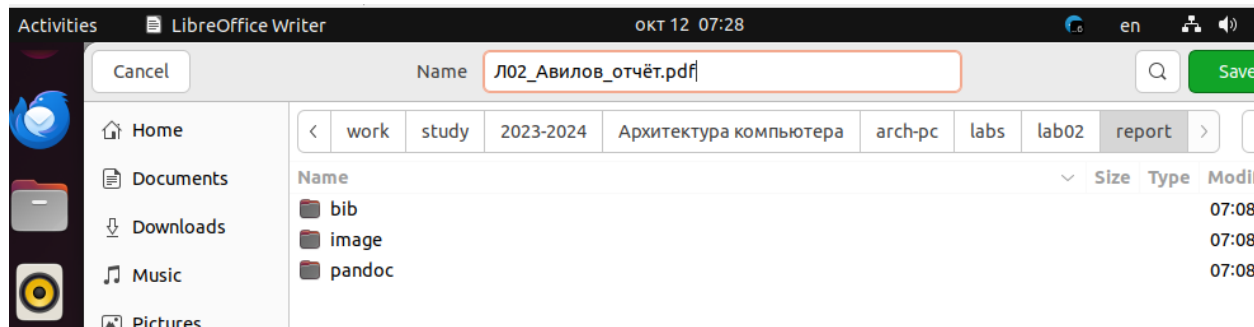 Activities LibreOffice Writer окт 12 07:28 en
Cancel Name Л02_Авилов_отчёт.pdf Save
Home work study 2023-2024 Архитектура компьютера arch-pc labs lab02 report
Documents Name Size Type Modif
bib 07:08
Downloads
image 07:08
Music pandoc 07:08
Pictures